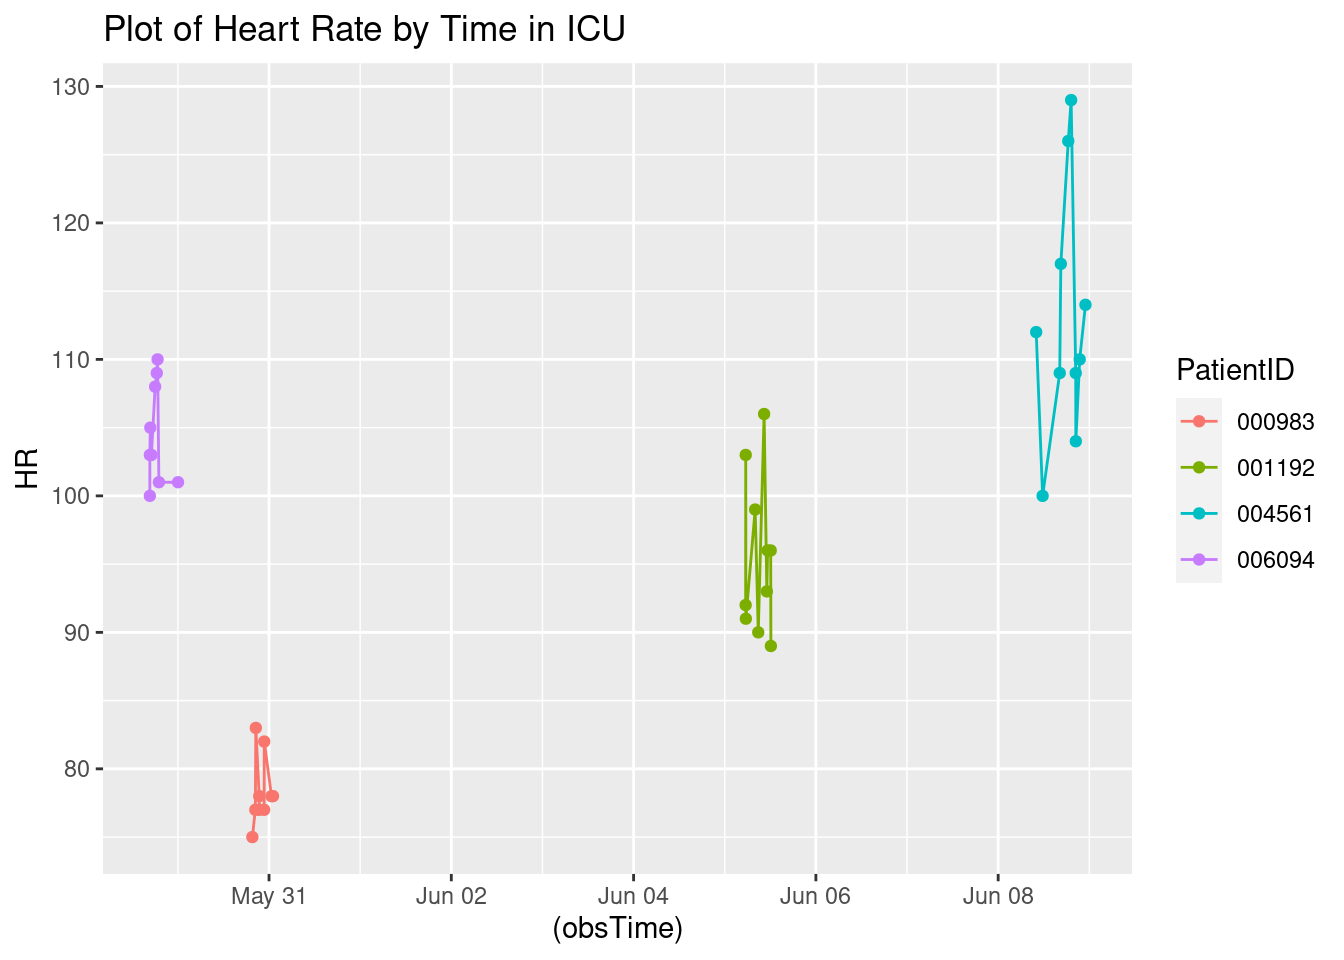 Plot of Heart Rate by Time in ICU
130
120
110
100
90
80
HR
May 31
Jun 02
Jun 04
Jun 06
Jun 08
(obsTime)
PatientID
000983
001192
004561
006094